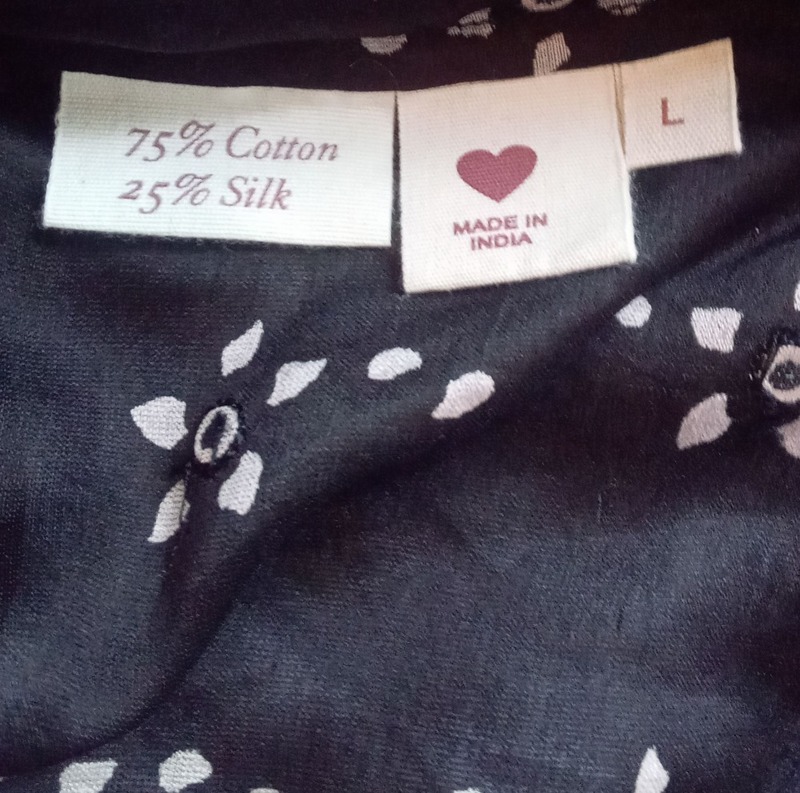 75% Cotton
25% Silk
MADE IN
INDIA
L